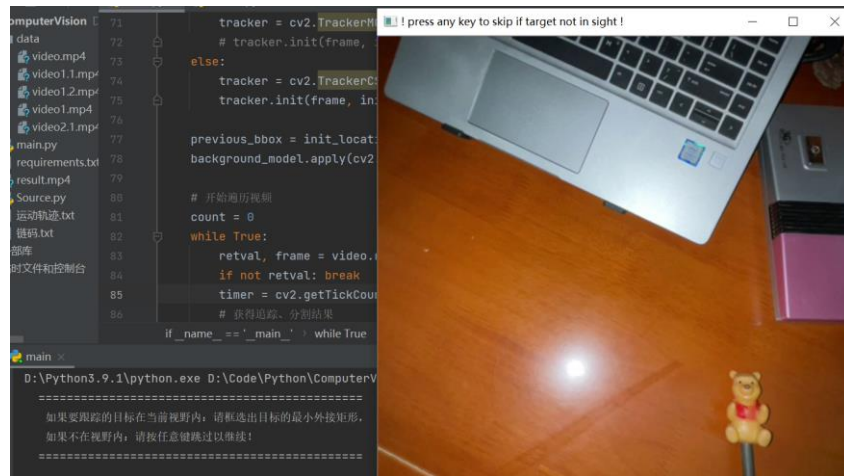 omputerVision
data
video.mp4
video1.1.mp4
video1.2.mp4
video1.mp4
video2.1.mp4
main.py
requirements.txt
result.mp4
Source.py
运动轨迹.txt
链码.txt
部库
时文件和控制台
71 tracker = cv2.TrackerM
72 # tracker.init(frame,
73 else:
74 tracker = cv2.TrackerCS
75 tracker.init(frame, in
76
77 previous_bbox = init_locat
78 background_model.apply(cv2
79
80 # 开始遍历视频
81 count = 0
82 while True:
83 retval, frame = video.
84 if not retval: break
85 timer = cv2.getTickCou
86 # 获得追踪、分割结果
if __name__ == '__main__' › while True
main ×
D:\Python3.9.1\python.exe D:\Code\Python\ComputerV
==============================================
如果要跟踪的目标在当前视野内,请框选出目标的最小外接矩形,
如果不在视野内,请按任意键跳过以继续!
==============================================
! press any key to skip if target not in sight !